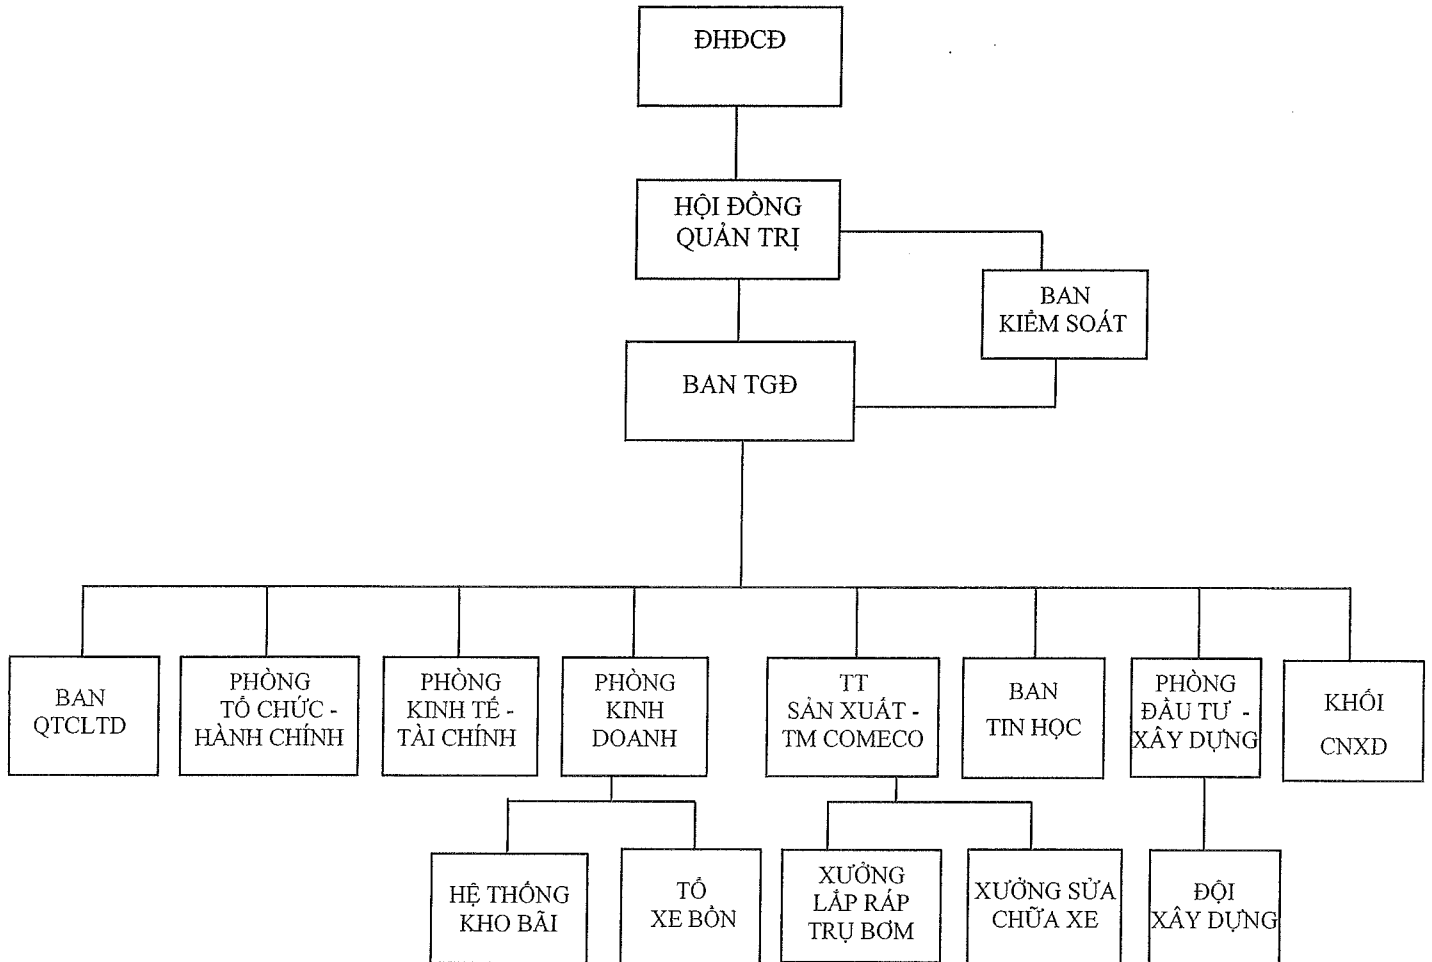 ĐHĐCĐ
HỘI ĐỒNG
QUẢN TRỊ
BAN
KIỂM SOÁT
BAN TGĐ
BAN
QTCLTD
PHÒNG
TỔ CHỨC -
HÀNH CHÍNH
PHÒNG
KINH TẾ -
TÀI CHÍNH
PHÒNG
KINH
DOANH
TT
SẢN XUẤT -
TM COMECO
BAN
TIN HỌC
PHÒNG
ĐẦU TƯ -
XÂY DỰNG
KHỐI
CNXD
HỆ THỐNG
KHO BÃI
TỔ
XE BỒN
XƯỞNG
LẮP RÁP
TRỤ BƠM
XƯỞNG SỬA
CHỮA XE
ĐỘI
XÂY DỰNG